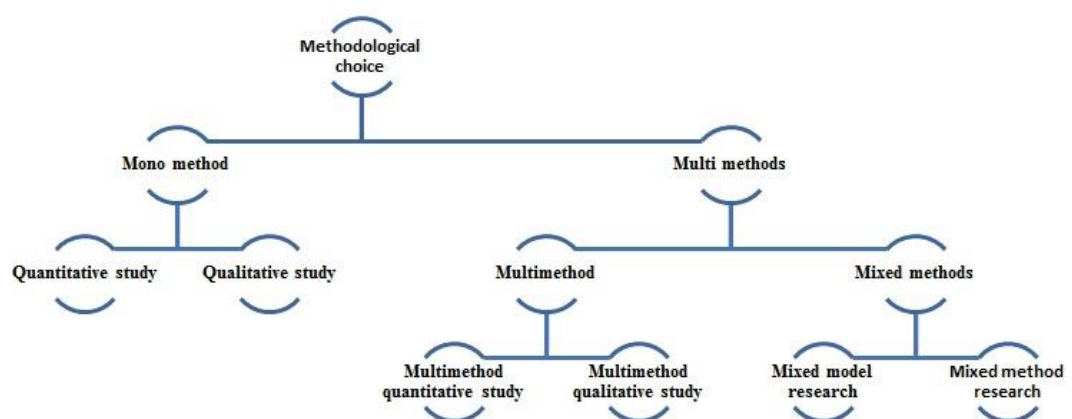 Methodological
choice
Mono method
Multi methods
Quantitative study
Qualitative study
Multimethod
Mixed methods
Multimethod
quantitative study
Multimethod
qualitative study
Mixed model
research
Mixed method
research